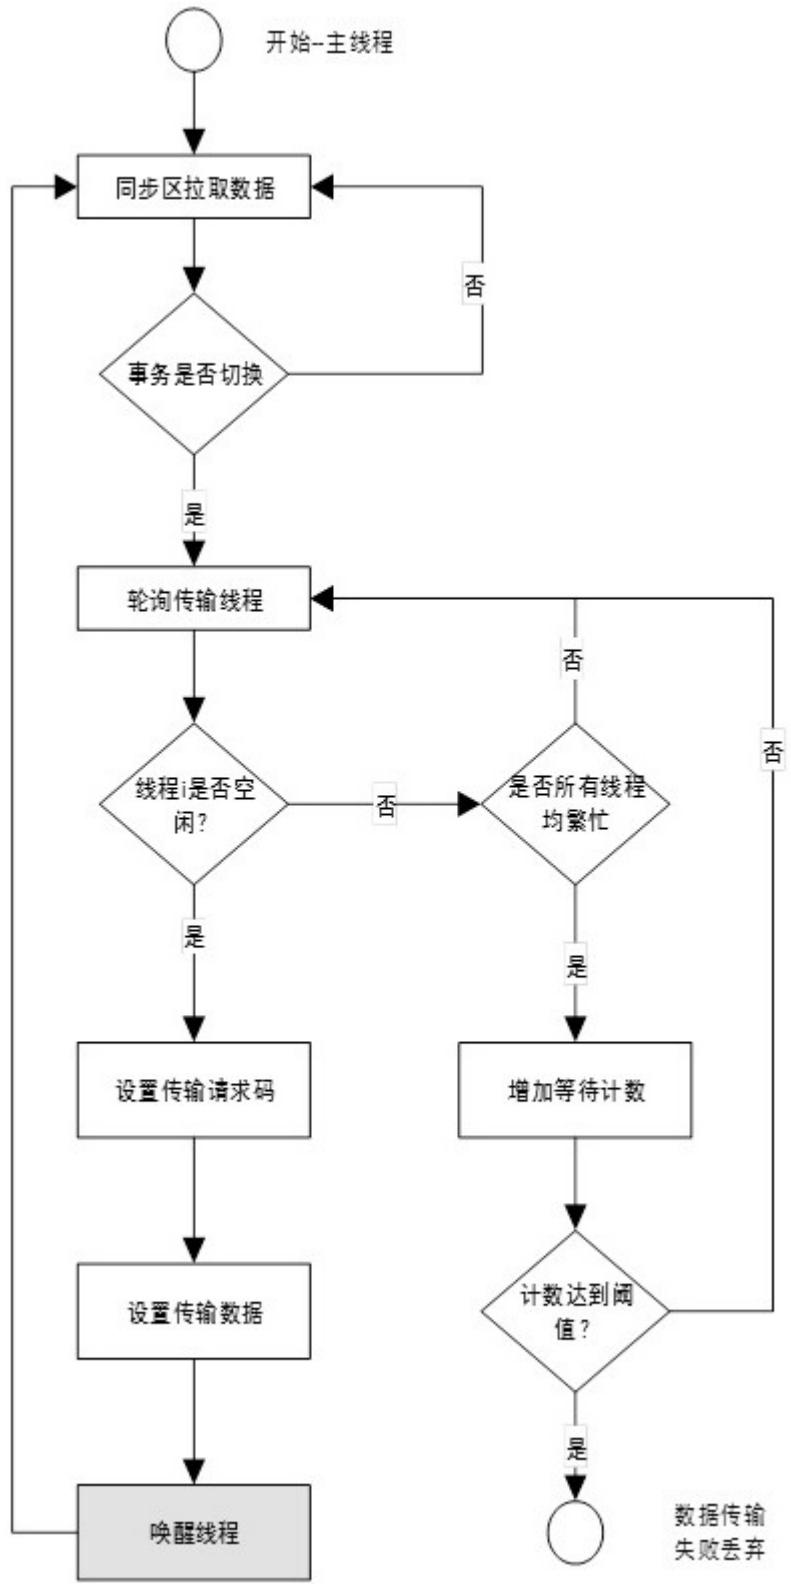 开始--主线程
同步区拉取数据
否
事务是否切换
是
轮询传输线程
否
否
线程i是否空
闲?
否
是否所有线程
均繁忙
是
是
设置传输请求码
增加等待计数
设置传输数据
计数达到阈
值?
是
唤醒线程
数据传输
失败丢弃